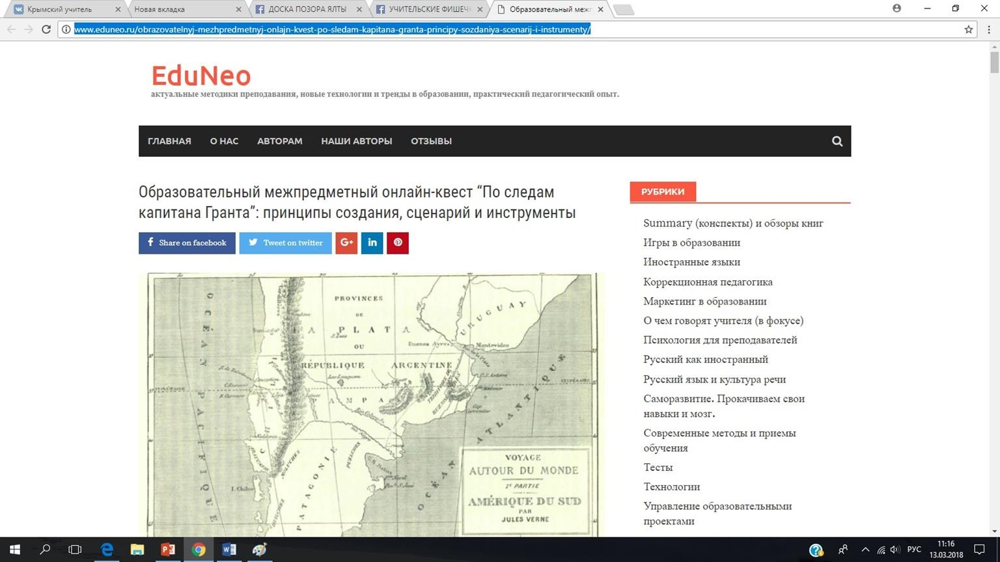 Крымский учитель
Новая вкладка
ДОСКА ПОЗОРА ЯЛТЫ
УЧИТЕЛЬСКИЕ ФИШЕЧК
Образовательный межп
www.eduneo.ru/obrazovatelnyj-mezhpredmetnyj-onlajn-kvest-po-sledam-kapitana-granta-principy-sozdaniya-scenarij-i-instrumenty/
EduNeo
актуальные методики преподавания, новые технологии и тренды в образовании, практический педагогический опыт.
ГЛАВНАЯ О НАС АВТОРАМ НАШИ АВТОРЫ ОТЗЫВЫ
Образовательный межпредметный онлайн-квест “По следам
капитана Гранта”: принципы создания, сценарий и инструменты
Share on facebook
Tweet on twitter
G+
in
PROVINCES
DE
LA PLATA
OU
RÉPUBLIQUE ARGENTINE
URUGUAY
Buenos Ayres
Montevideo
PAMPAS
PATAGONIE
OCÉAN PACIFIQUE
OCÉAN ATLANTIQUE
I. Chiloe
VOYAGE
AUTOUR DU MONDE
1e PARTIE
AMÉRIQUE DU SUD
PAR
JULES VERNE
РУБРИКИ
Summary (конспекты) и обзоры книг
Игры в образовании
Иностранные языки
Коррекционная педагогика
Маркетинг в образовании
О чем говорят учителя (в фокусе)
Психология для преподавателей
Русский как иностранный
Русский язык и культура речи
Саморазвитие. Прокачиваем свои
навыки и мозг.
Современные методы и приемы
обучения
Тесты
Технологии
Управление образовательными
проектами
РУС
11:16
13.03.2018